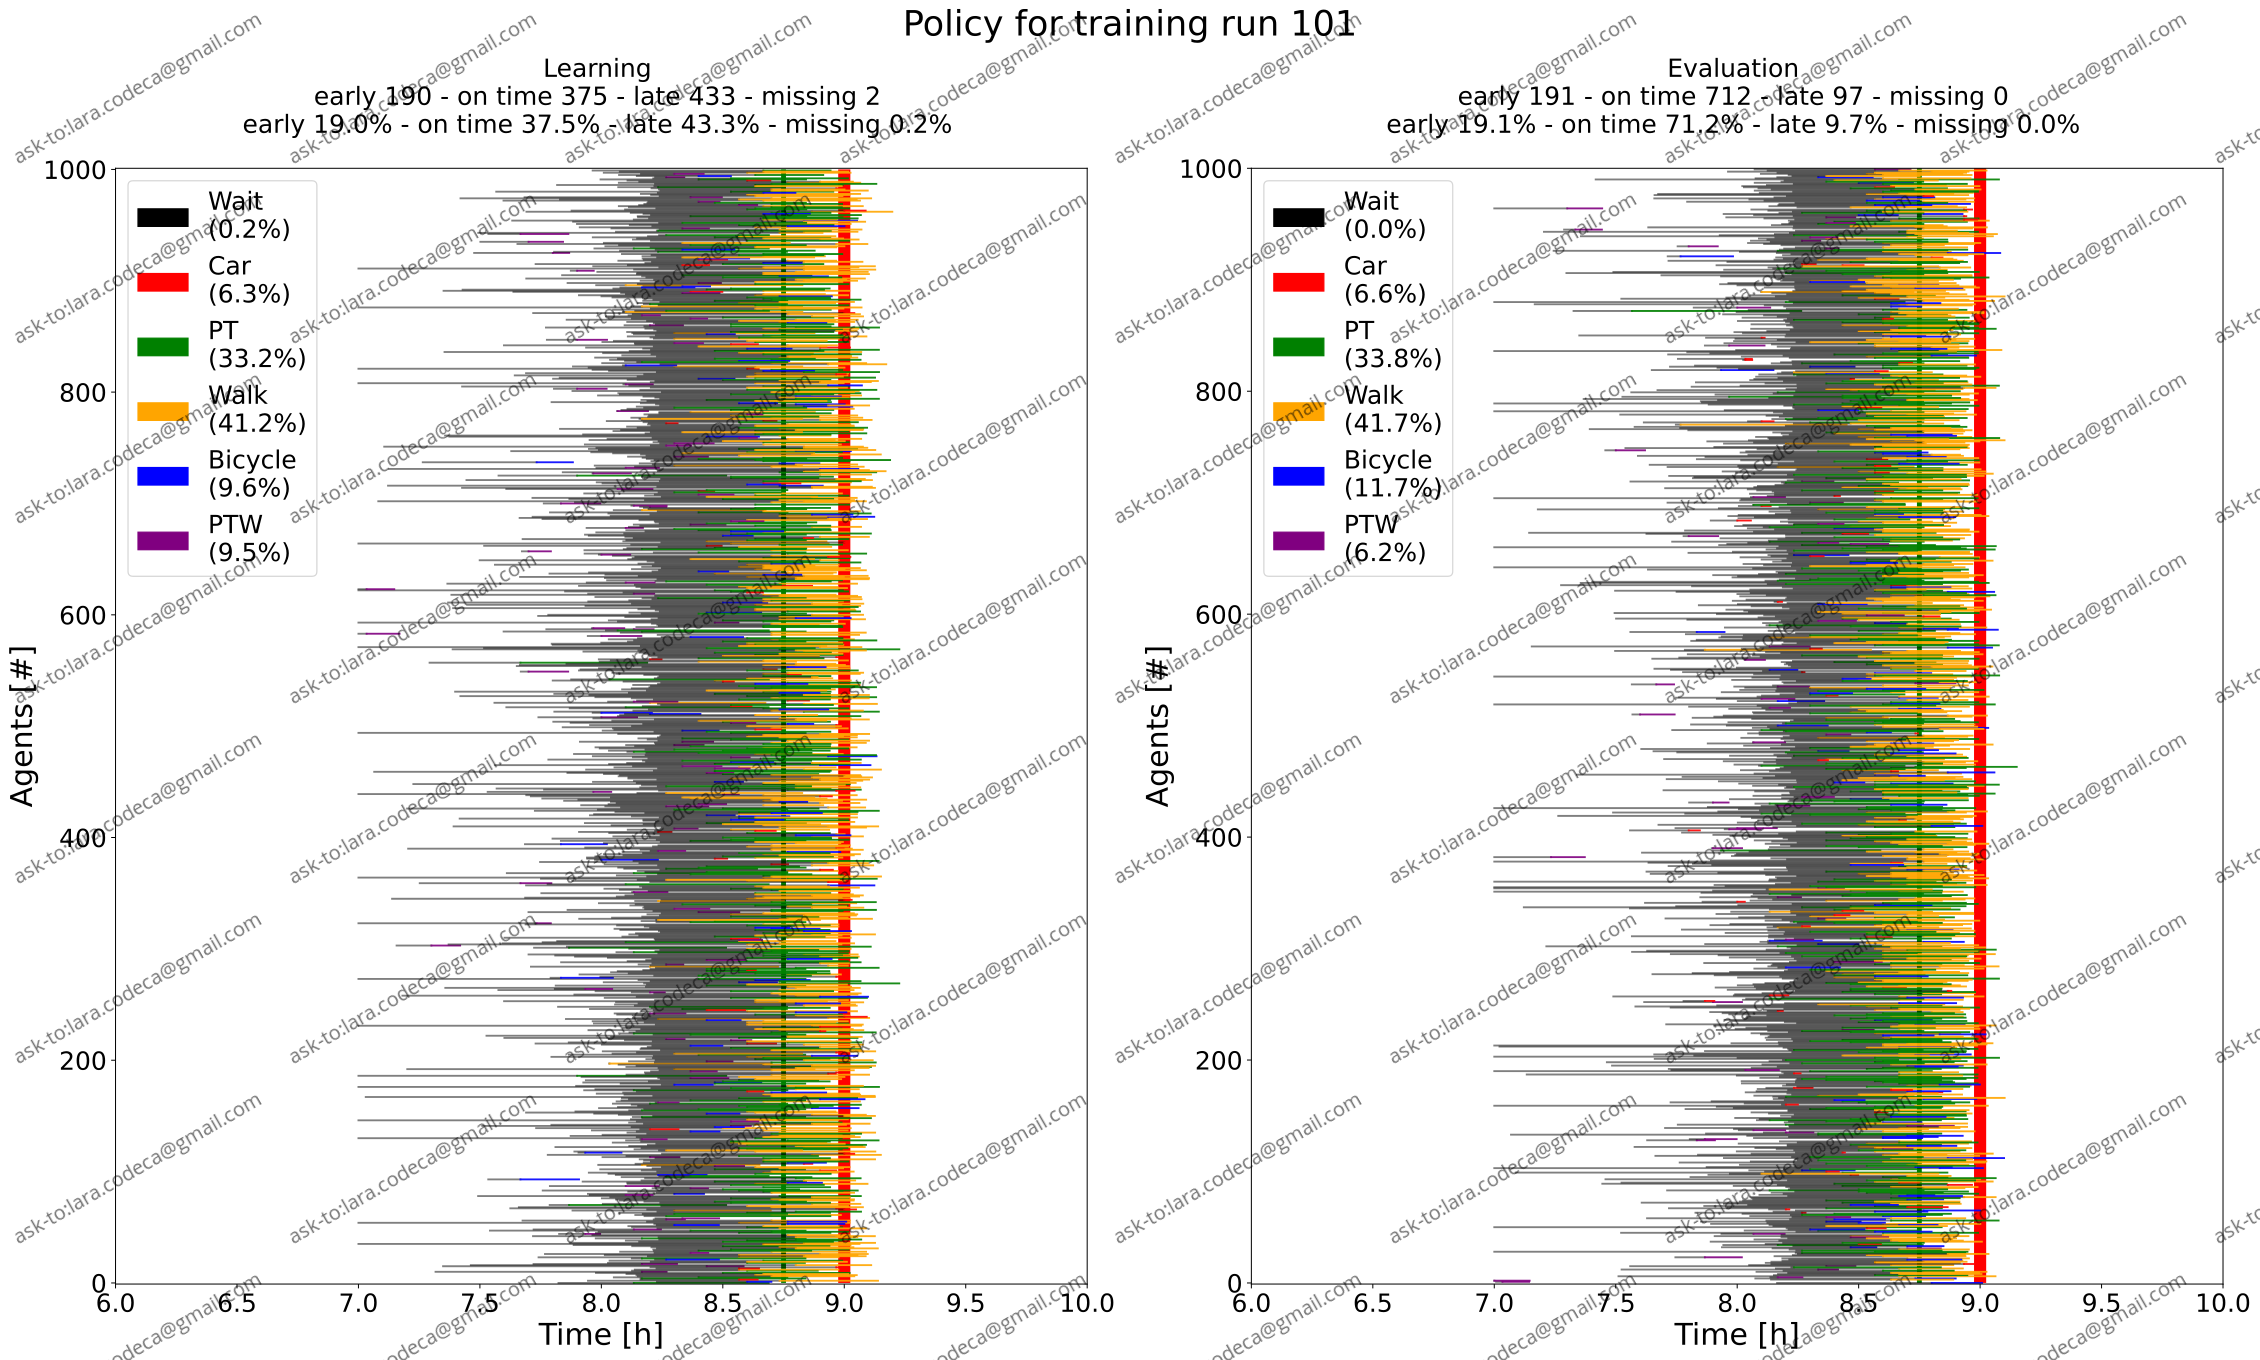 Policy for training run 101
Learning
early 190 - on time 375 - late 433 - missing 2
early 19.0% - on time 37.5% - late 43.3% - missing 0.2%
1000
800
600
400
200
0
Agents [#]
Wait
(0.2%)
Car
(6.3%)
PT
(33.2%)
Walk
(41.2%)
Bicycle
(9.6%)
PTW
(9.5%)
6.0 6.5 7.0 7.5 8.0 8.5 9.0 9.5 10.0
Time [h]
Evaluation
early 191 - on time 712 - late 97 - missing 0
early 19.1% - on time 71.2% - late 9.7% - missing 0.0%
1000
800
600
400
200
0
Agents [#]
Wait
(0.0%)
Car
(6.6%)
PT
(33.8%)
Walk
(41.7%)
Bicycle
(11.7%)
PTW
(6.2%)
6.0 6.5 7.0 7.5 8.0 8.5 9.0 9.5 10.0
Time [h]
ask-to:lara.codeca@gmail.com